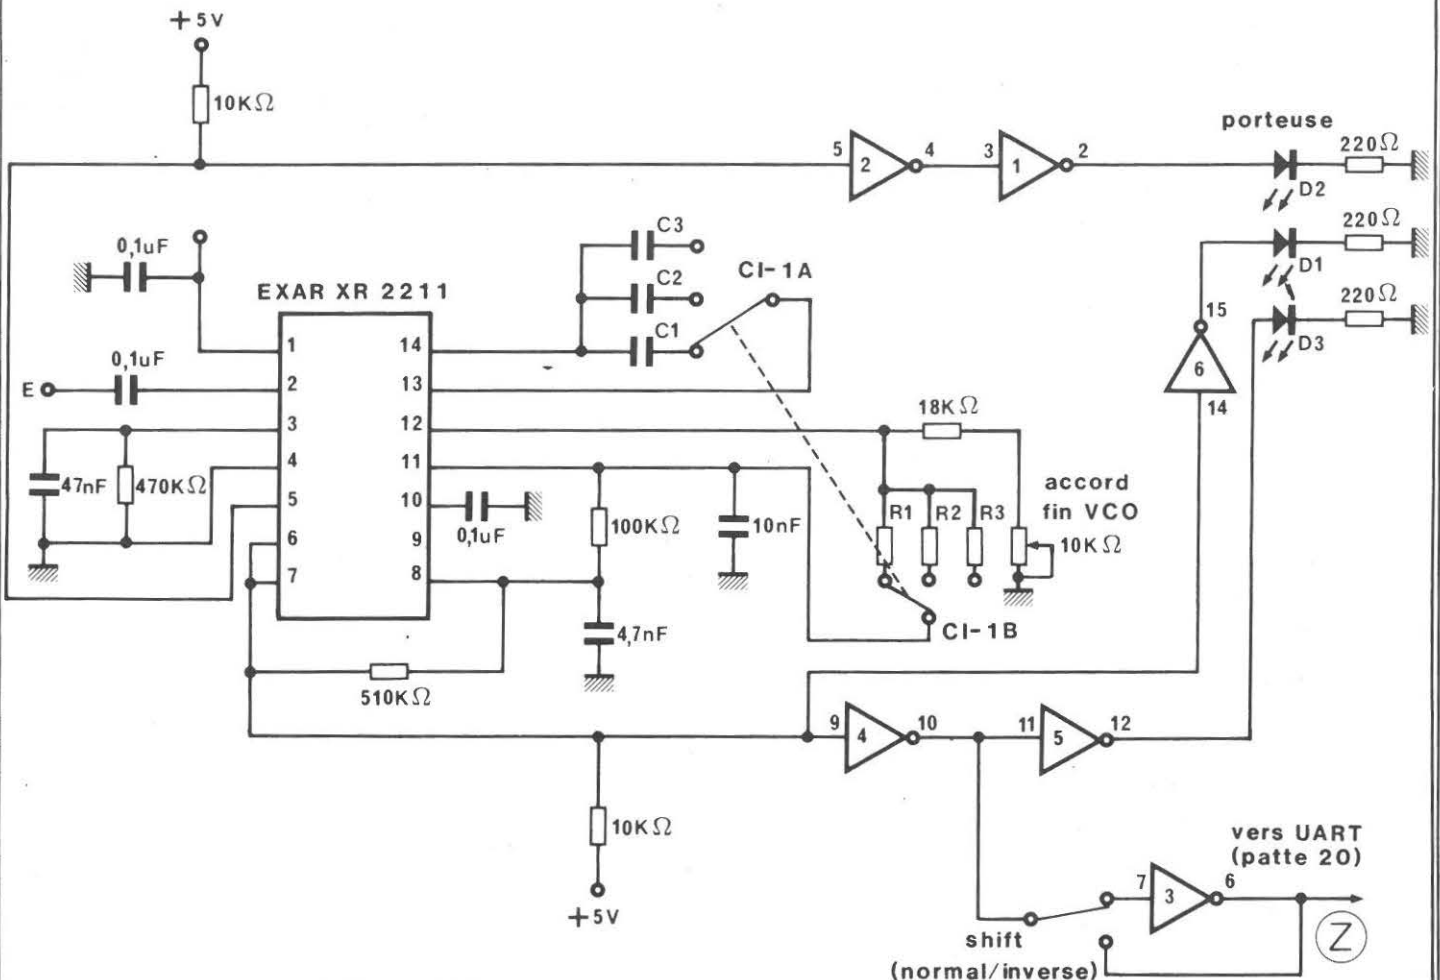 +5V
10KΩ
porteuse
220Ω
5
2
4
3
1
2
D2
0,1uF
C3
220Ω
CI-1A
D1
EXAR XR 2211
C2
220Ω
15
C1
D3
1
14
0,1uF
6
E
2
13
14
3
12
18KΩ
47nF
470KΩ
4
11
accord
fin VCO
5
10
0,1uF
100KΩ
10nF
R1
R2
R3
10KΩ
6
9
7
8
4,7nF
CI-1B
510KΩ
9
4
10
11
5
12
10KΩ
vers UART
(patte 20)
+5V
7
3
6
shift
(normal/inverse)
Z